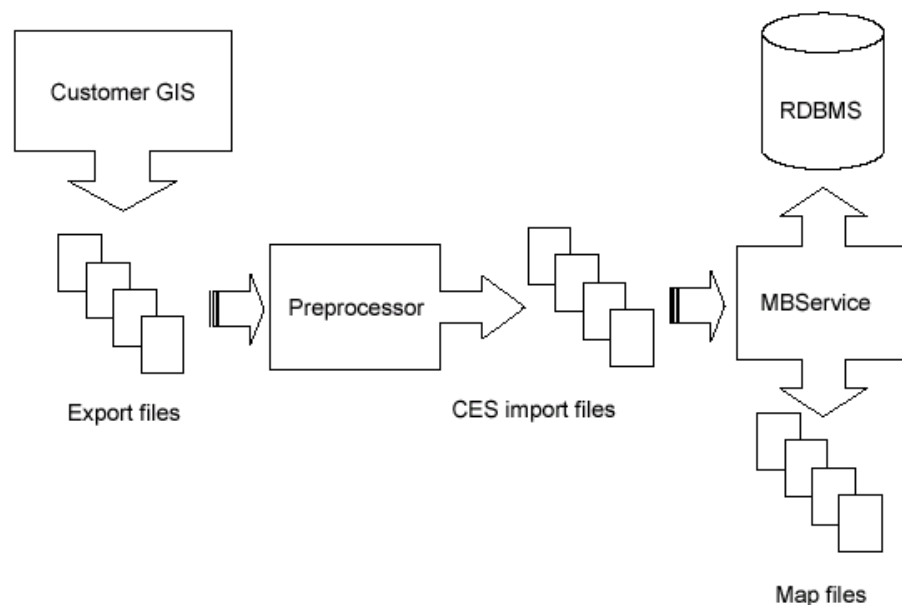 Customer GIS
RDBMS
Preprocessor
MBService
Export files
CES import files
Map files